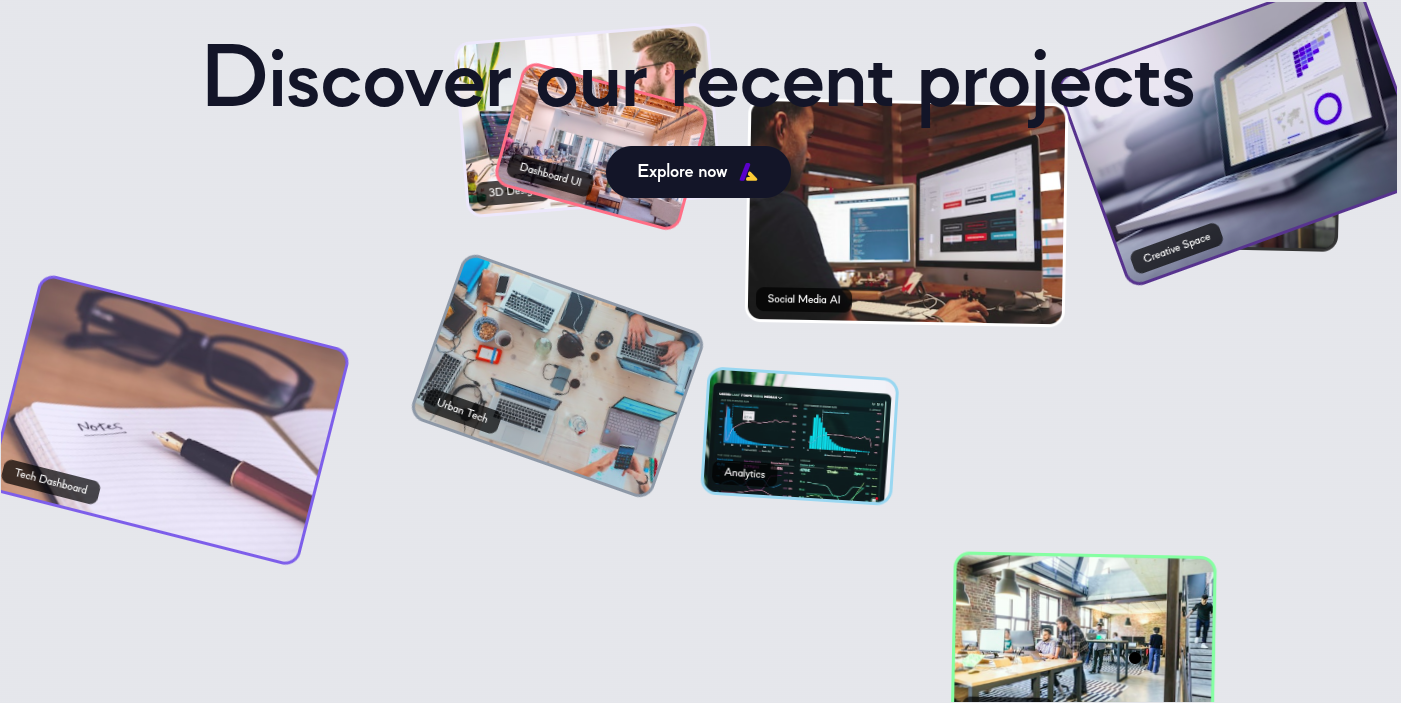 Discover our recent projects
Explore now
Dashboard UI
Creative Space
Social Media AI
Notes
Urban Tech
Tech Dashboard
Analytics